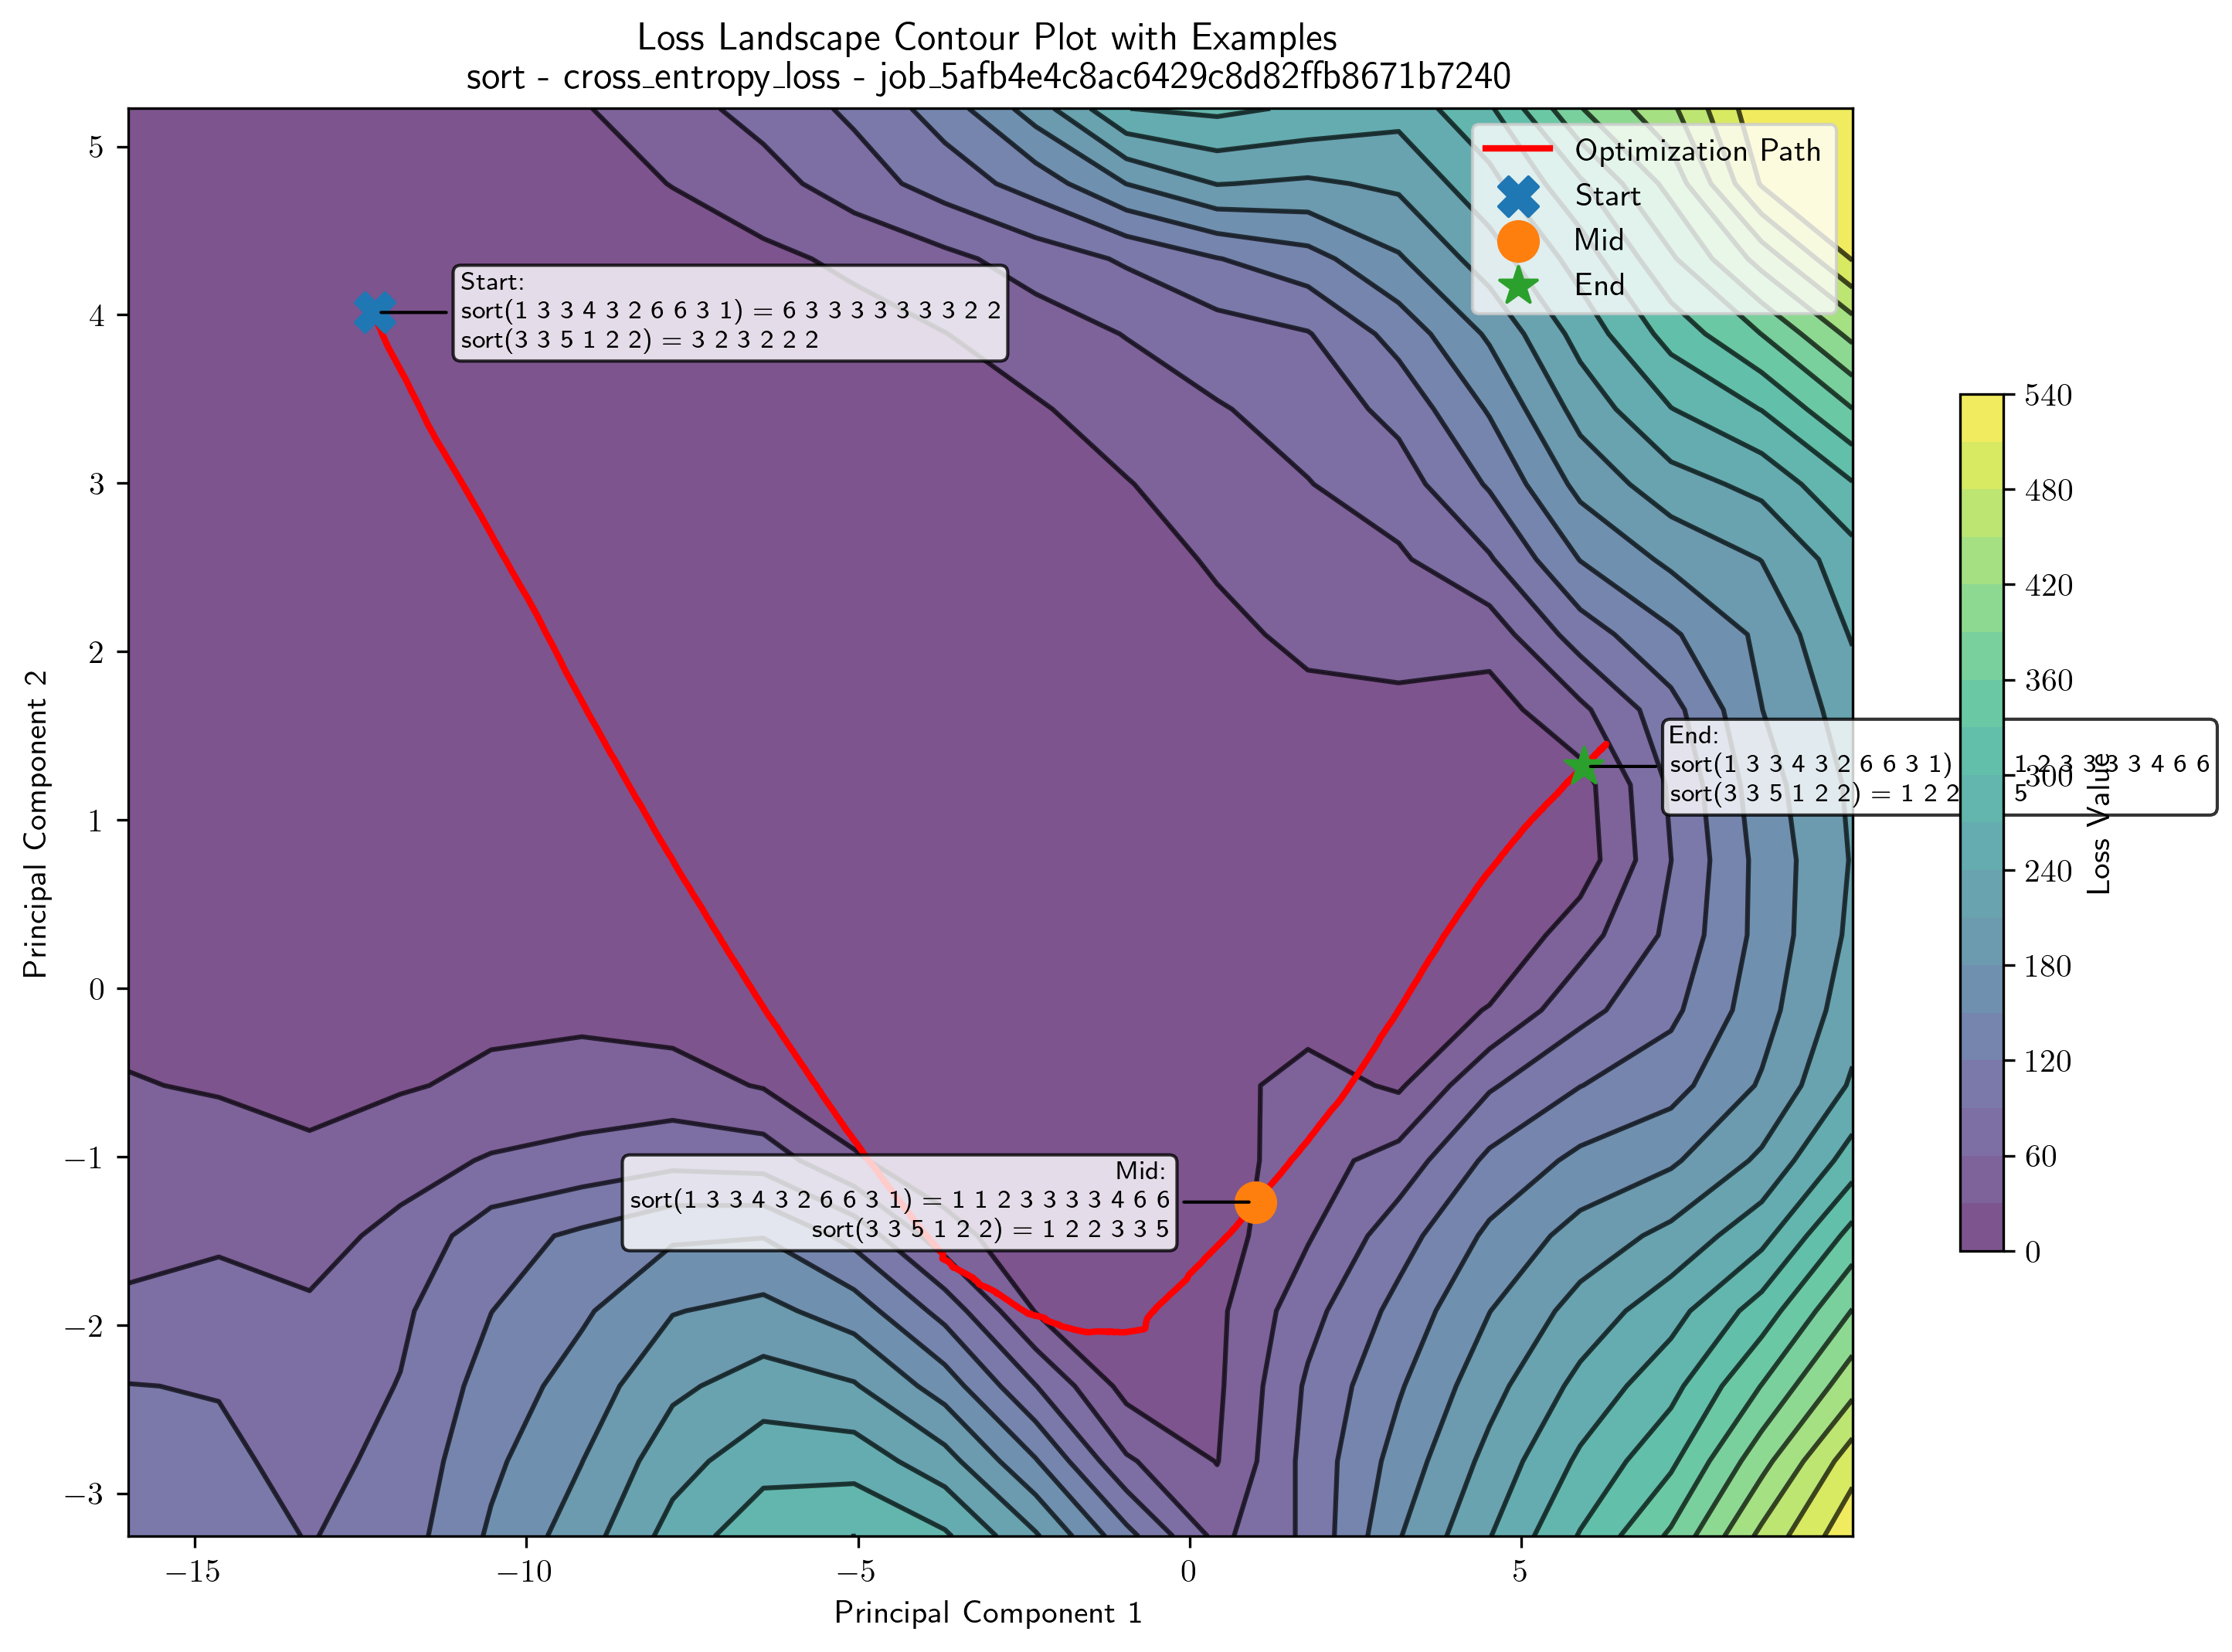 Loss Landscape Contour Plot with Examples
sort - cross_entropy_loss - job_5afb4e4c8ac6429c8d82ffb8671b7240
Optimization Path
Start
Mid
End
Start:
sort(1 3 3 4 3 2 6 6 3 1) = 6 3 3 3 3 3 3 3 2 2
sort(3 3 5 1 2 2) = 3 2 3 2 2 2
End:
sort(1 3 3 4 3 2 6 6 3 1) 1 2 3 3 3 3 4 6 6
sort(3 3 5 1 2 2) = 1 2 2 5
Mid:
sort(1 3 3 4 3 2 6 6 3 1) = 1 1 2 3 3 3 3 4 6 6
sort(3 3 5 1 2 2) = 1 2 2 3 3 5
5
4
3
2
1
0
−1
−2
−3
Principal Component 2
−15
−10
−5
0
5
Principal Component 1
540
480
420
360
300
240
180
120
60
0
Loss Value